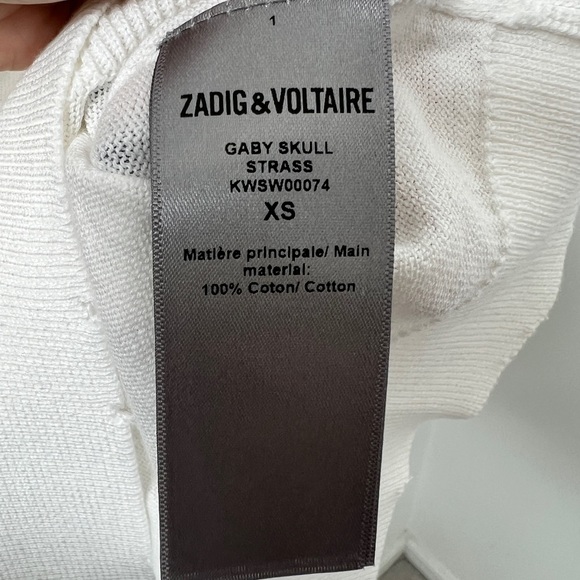 1
ZADIG & VOLTAIRE
GABY SKULL
STRASS
KWSW00074
XS
Matière principale/ Main
material:
100% Coton/ Cotton